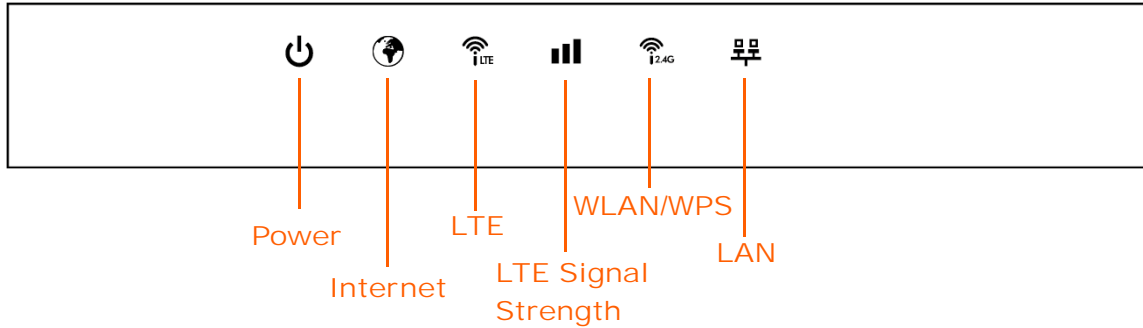 LTE
2.4G
WLAN/WPS
Power
LTE
LAN
Internet
LTE Signal
Strength